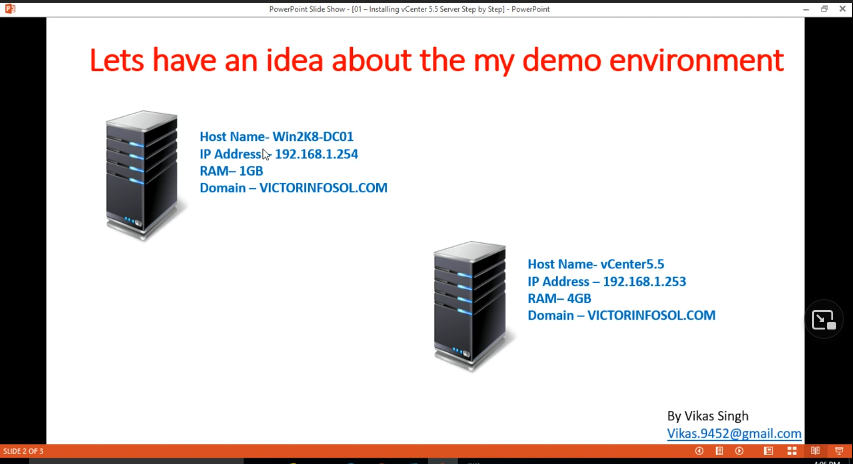 PowerPoint Slide Show - [01 – Installing vCenter 5.5 Server Step by Step] - PowerPoint
Lets have an idea about the my demo environment
Host Name- Win2K8-DC01
IP Address - 192.168.1.254
RAM– 1GB
Domain – VICTORINFOSOL.COM
Host Name- vCenter5.5
IP Address – 192.168.1.253
RAM– 4GB
Domain – VICTORINFOSOL.COM
By Vikas Singh
Vikas.9452@gmail.com
SLIDE 2 OF 3